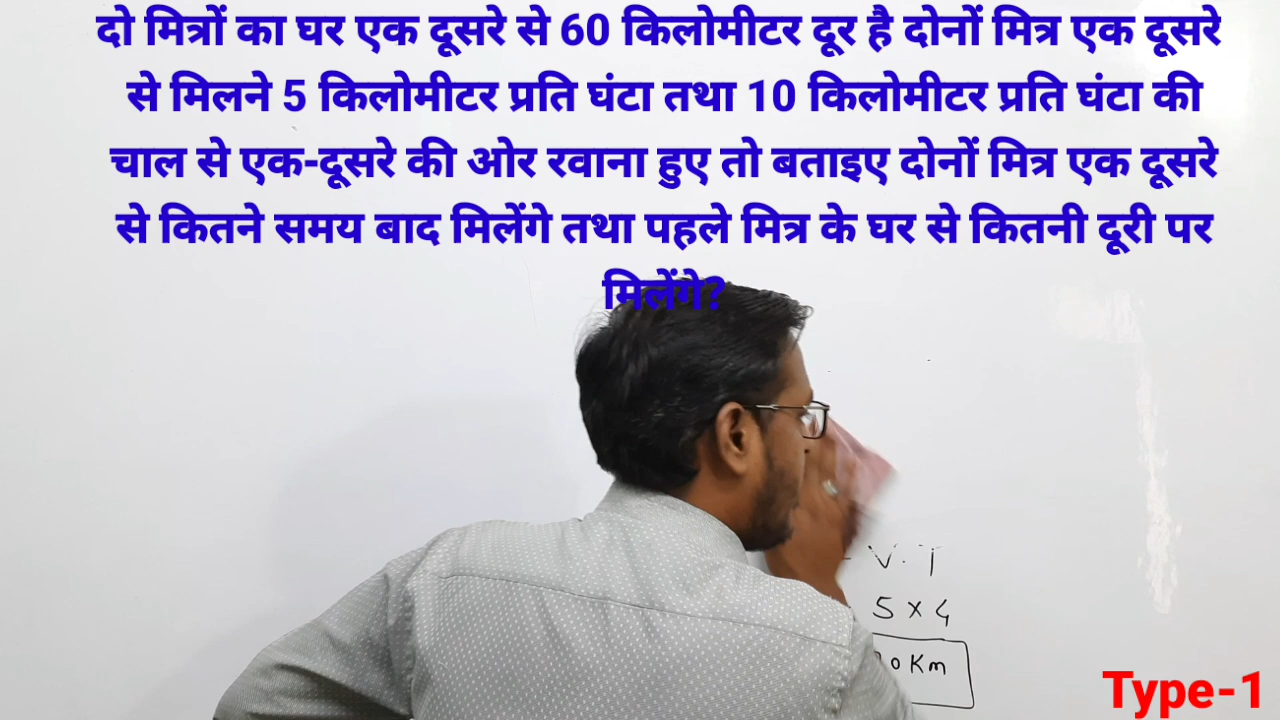 दो मित्रों का घर एक दूसरे से 60 किलोमीटर दूर है दोनों मित्र एक दूसरे
से मिलने 5 किलोमीटर प्रति घंटा तथा 10 किलोमीटर प्रति घंटा की
चाल से एक-दूसरे की ओर रवाना हुए तो बताइए दोनों मित्र एक दूसरे
से कितने समय बाद मिलेंगे तथा पहले मित्र के घर से कितनी दूरी पर
मिलेंगे?
V. T
5 x 4
Km
Type-1